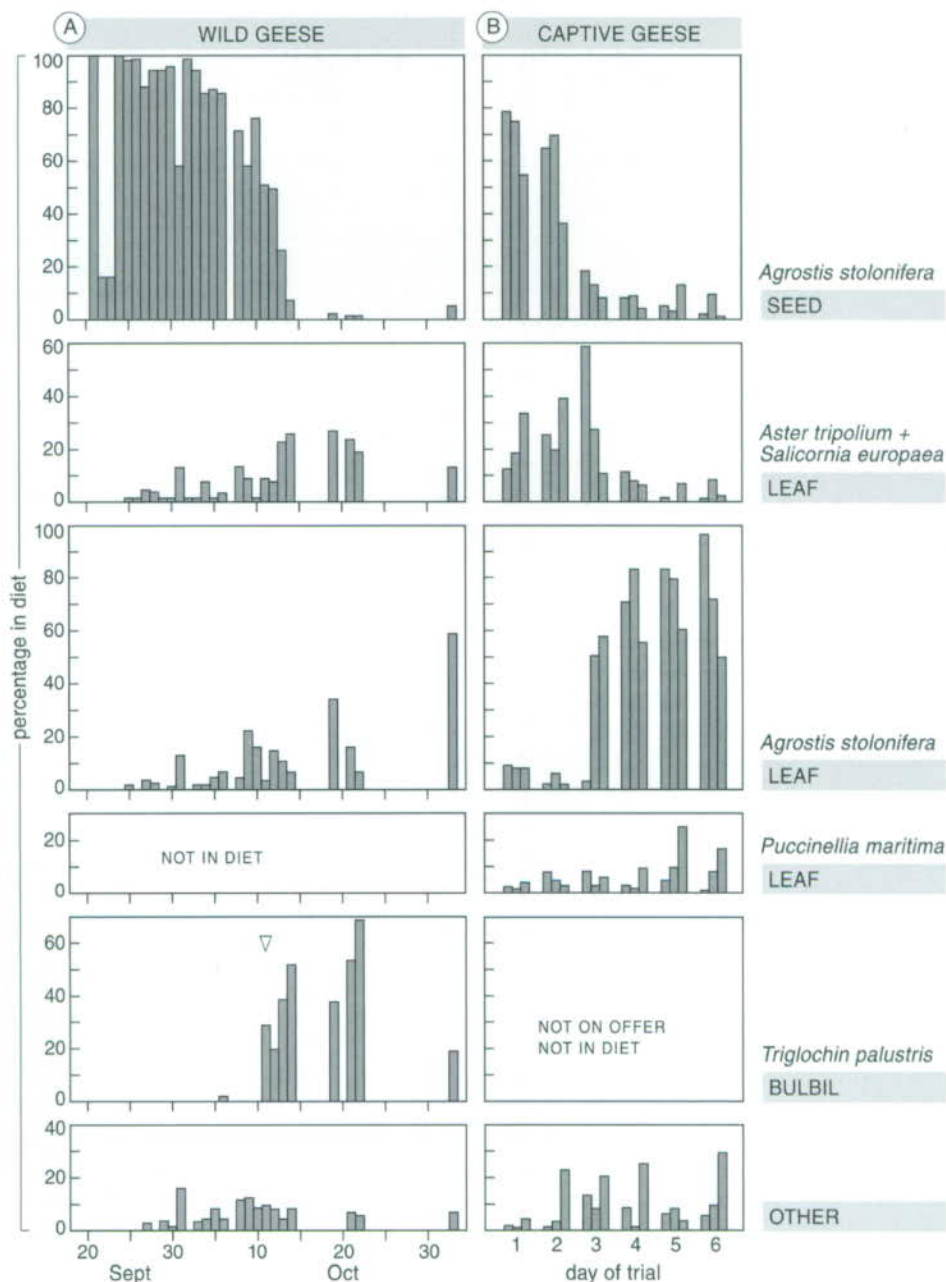 A WILD GEESE
B CAPTIVE GEESE
percentage in diet
100
80
60
40
20
0
Agrostis stolonifera
SEED
60
40
20
0
Aster tripolium +
Salicornia europaea
LEAF
100
80
60
40
20
0
Agrostis stolonifera
LEAF
20
0
NOT IN DIET
Puccinellia maritima
LEAF
60
40
20
0
NOT ON OFFER
NOT IN DIET
Triglochin palustris
BULBIL
40
20
0
OTHER
20 30 10 20 30
Sept Oct
1 2 3 4 5 6
day of trial